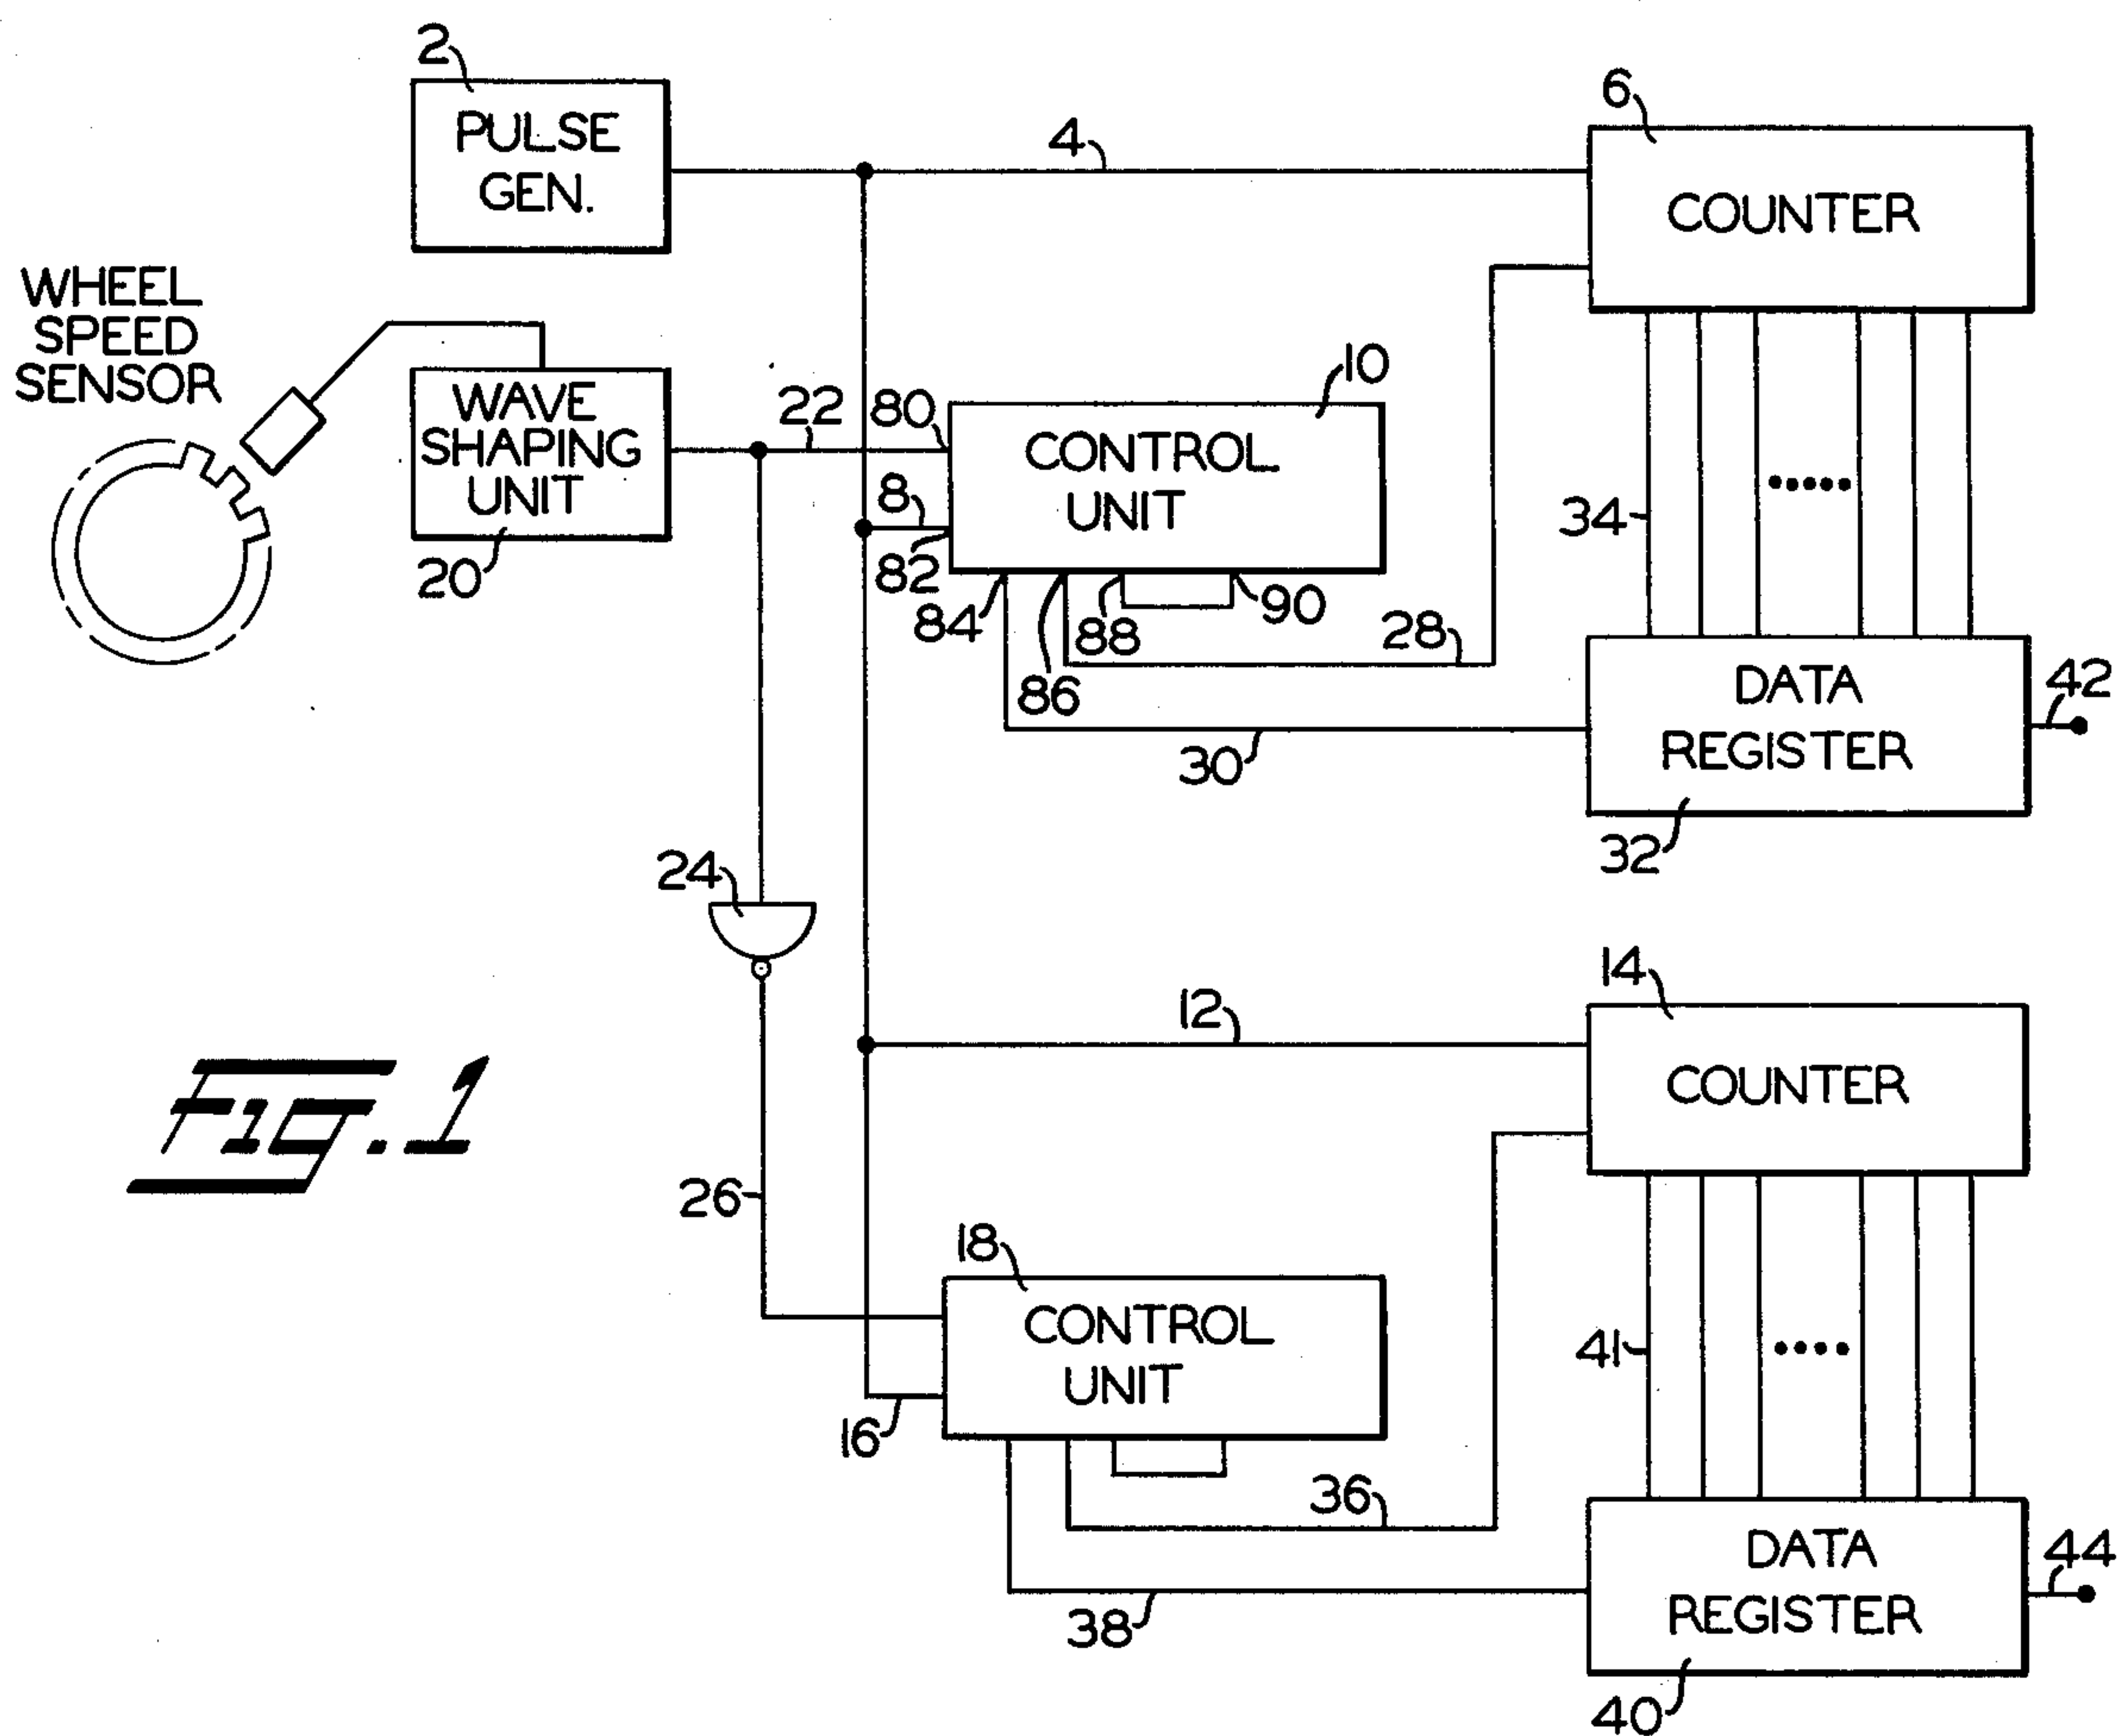 2
PULSE
GEN.
4
6
COUNTER
WHEEL
SPEED
SENSOR
WAVE
SHAPING
UNIT
20
22
80
8
82
10
CONTROL
UNIT
84
86
88
90
28
30
34
DATA
REGISTER
42
32
24
26
12
14
COUNTER
Fig. 1
18
CONTROL
UNIT
16
36
38
41
DATA
REGISTER
44
40